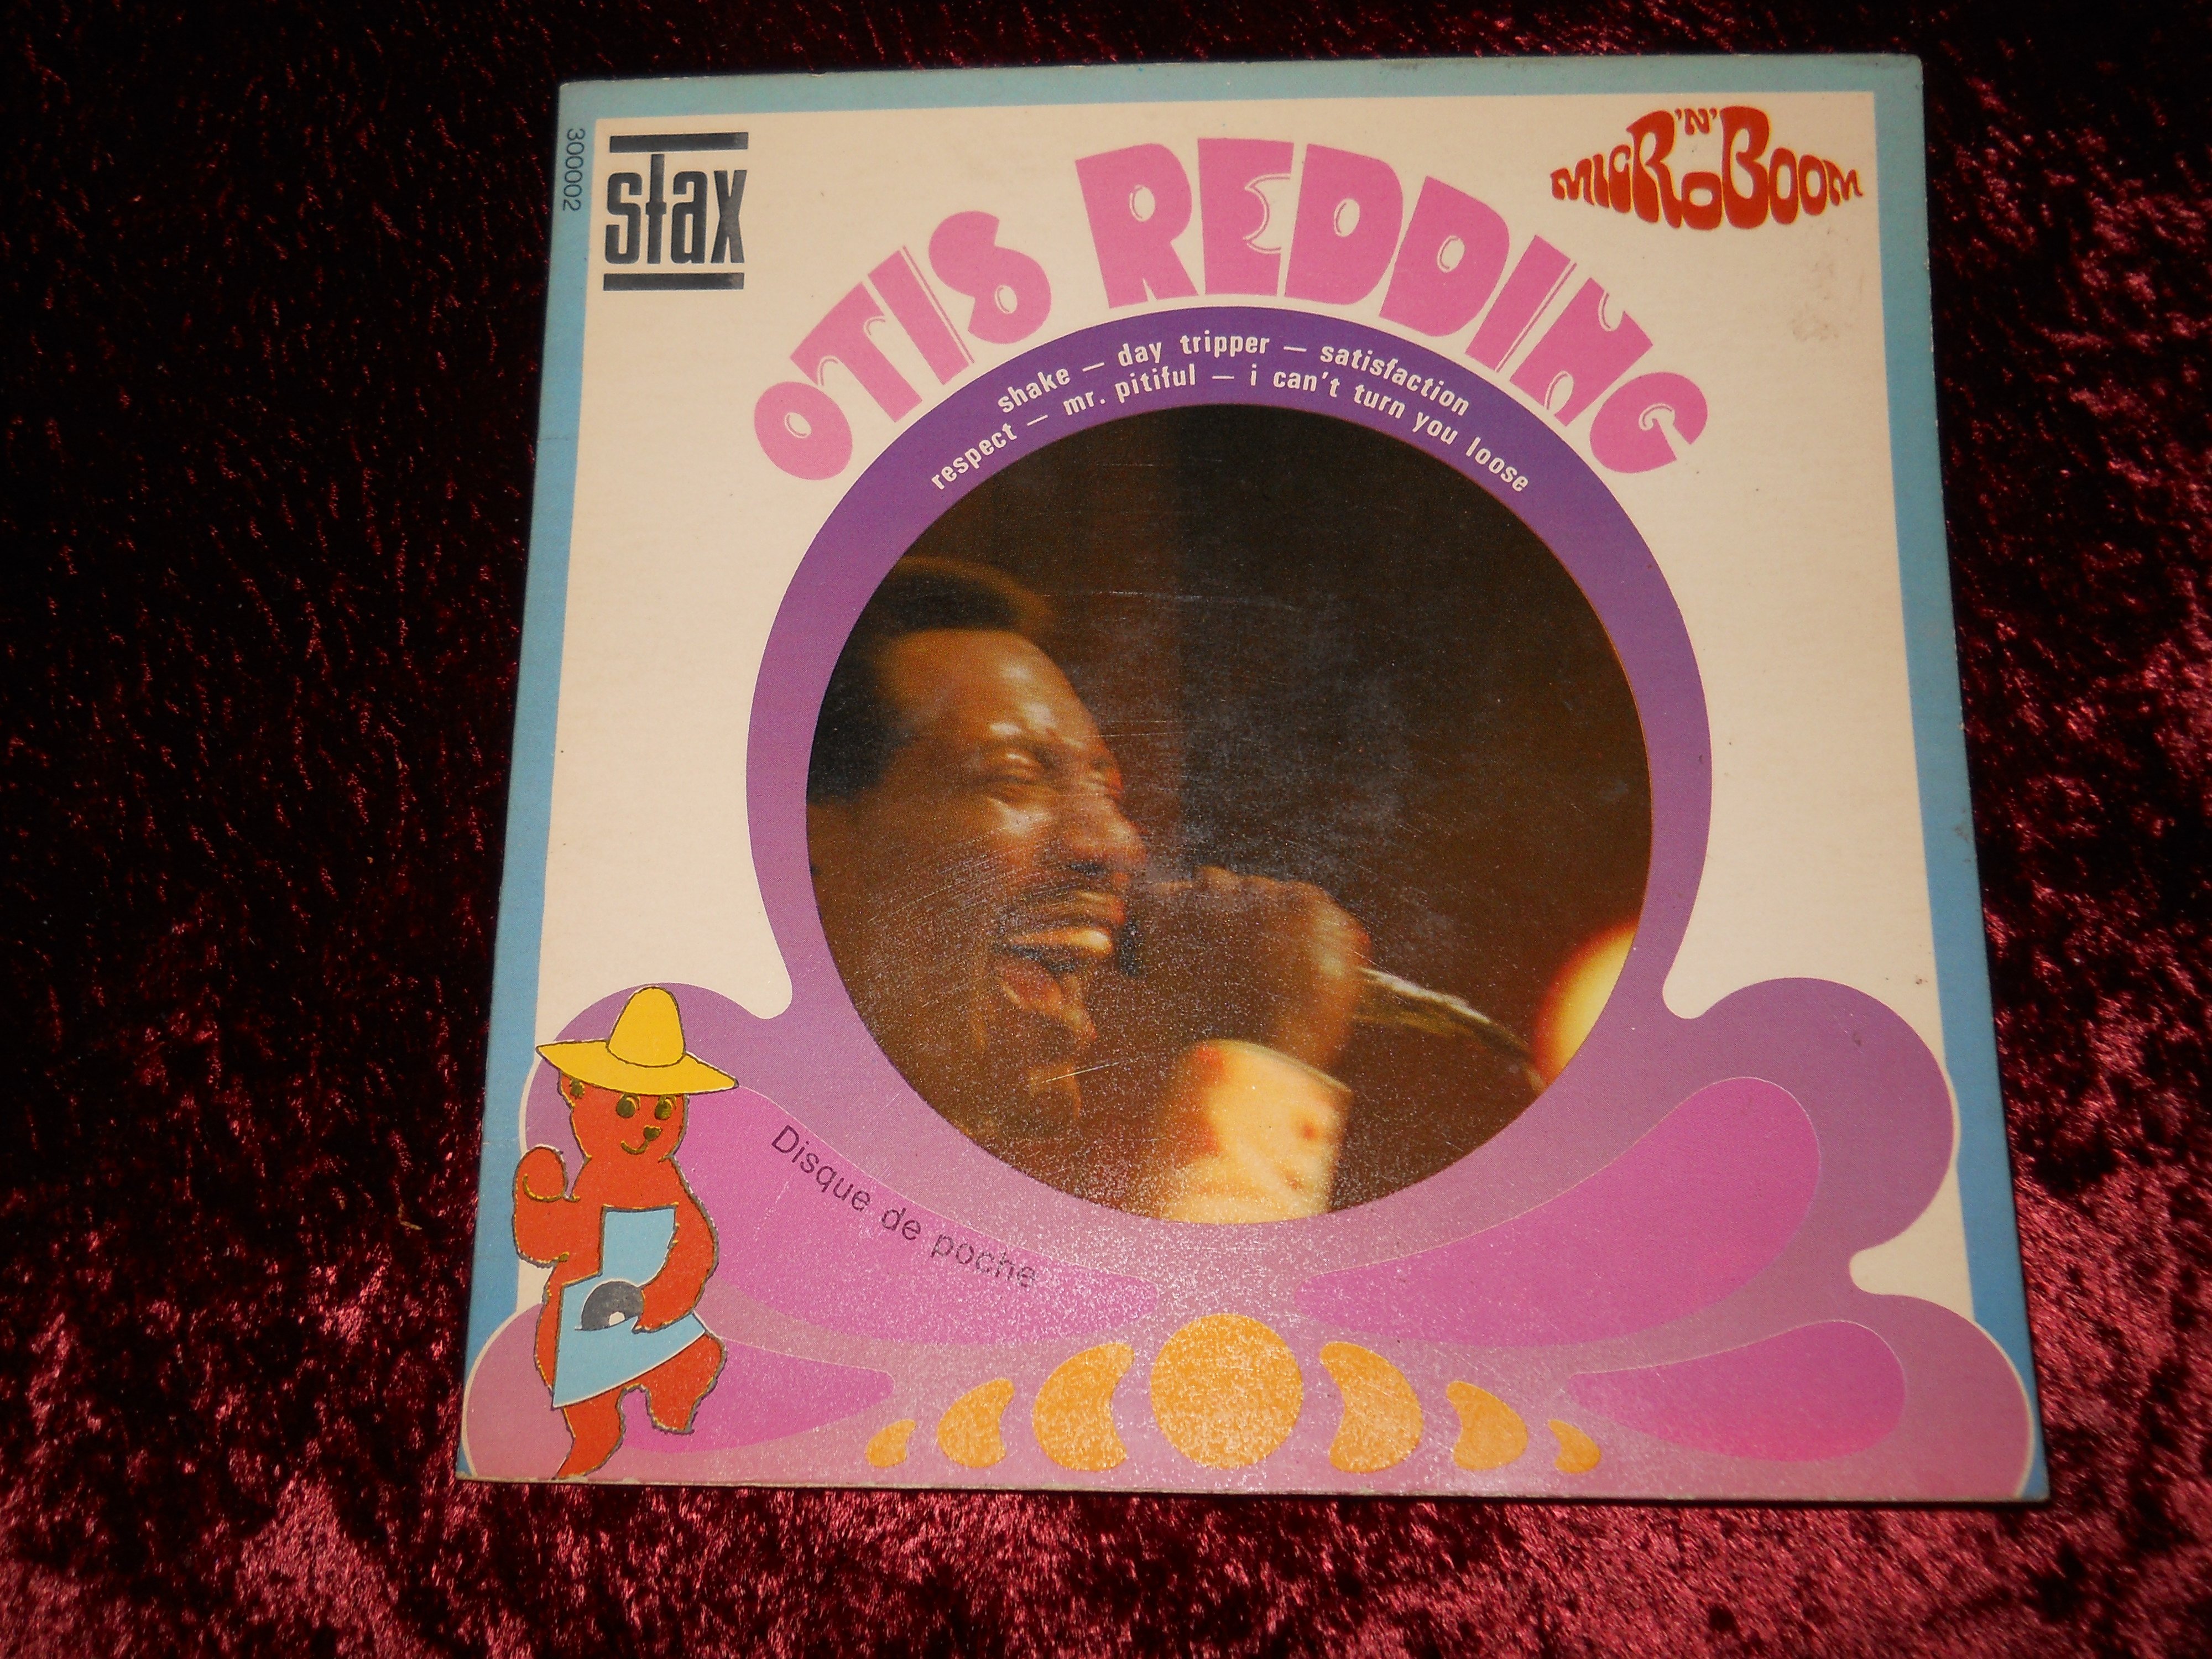 300002
stax
MICRO 'N' BOOM
OTIS REDDING
shake — day tripper — satisfaction
respect — mr. pitiful — i can't turn you loose
Disque de poche